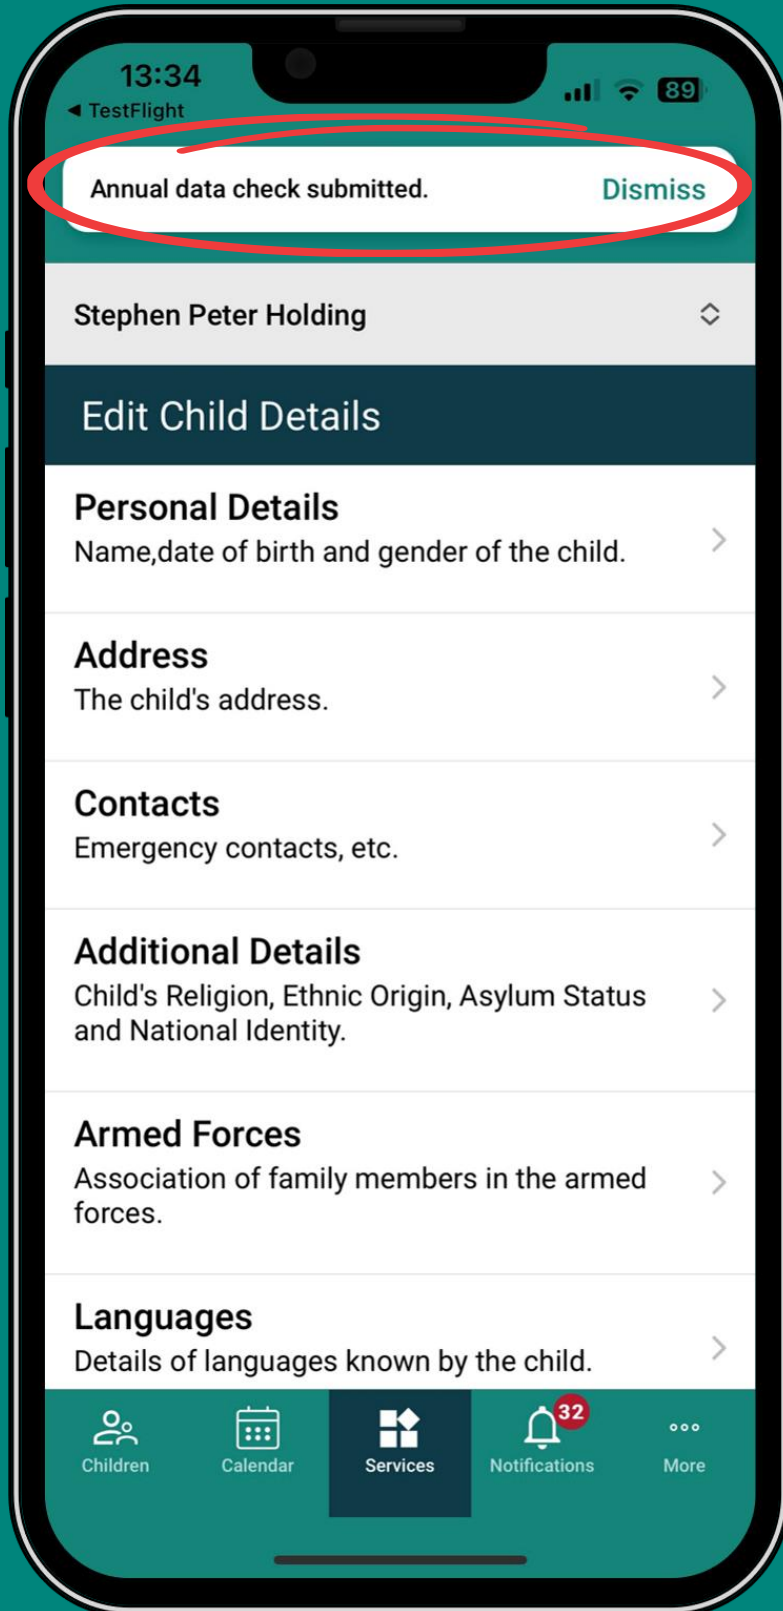 13:34
◀ TestFlight
89
Annual data check submitted. Dismiss
Stephen Peter Holding
Edit Child Details
Personal Details
Name,date of birth and gender of the child.
Address
The child's address.
Contacts
Emergency contacts, etc.
Additional Details
Child's Religion, Ethnic Origin, Asylum Status
and National Identity.
Armed Forces
Association of family members in the armed
forces.
Languages
Details of languages known by the child.
32
Children Calendar Services Notifications More